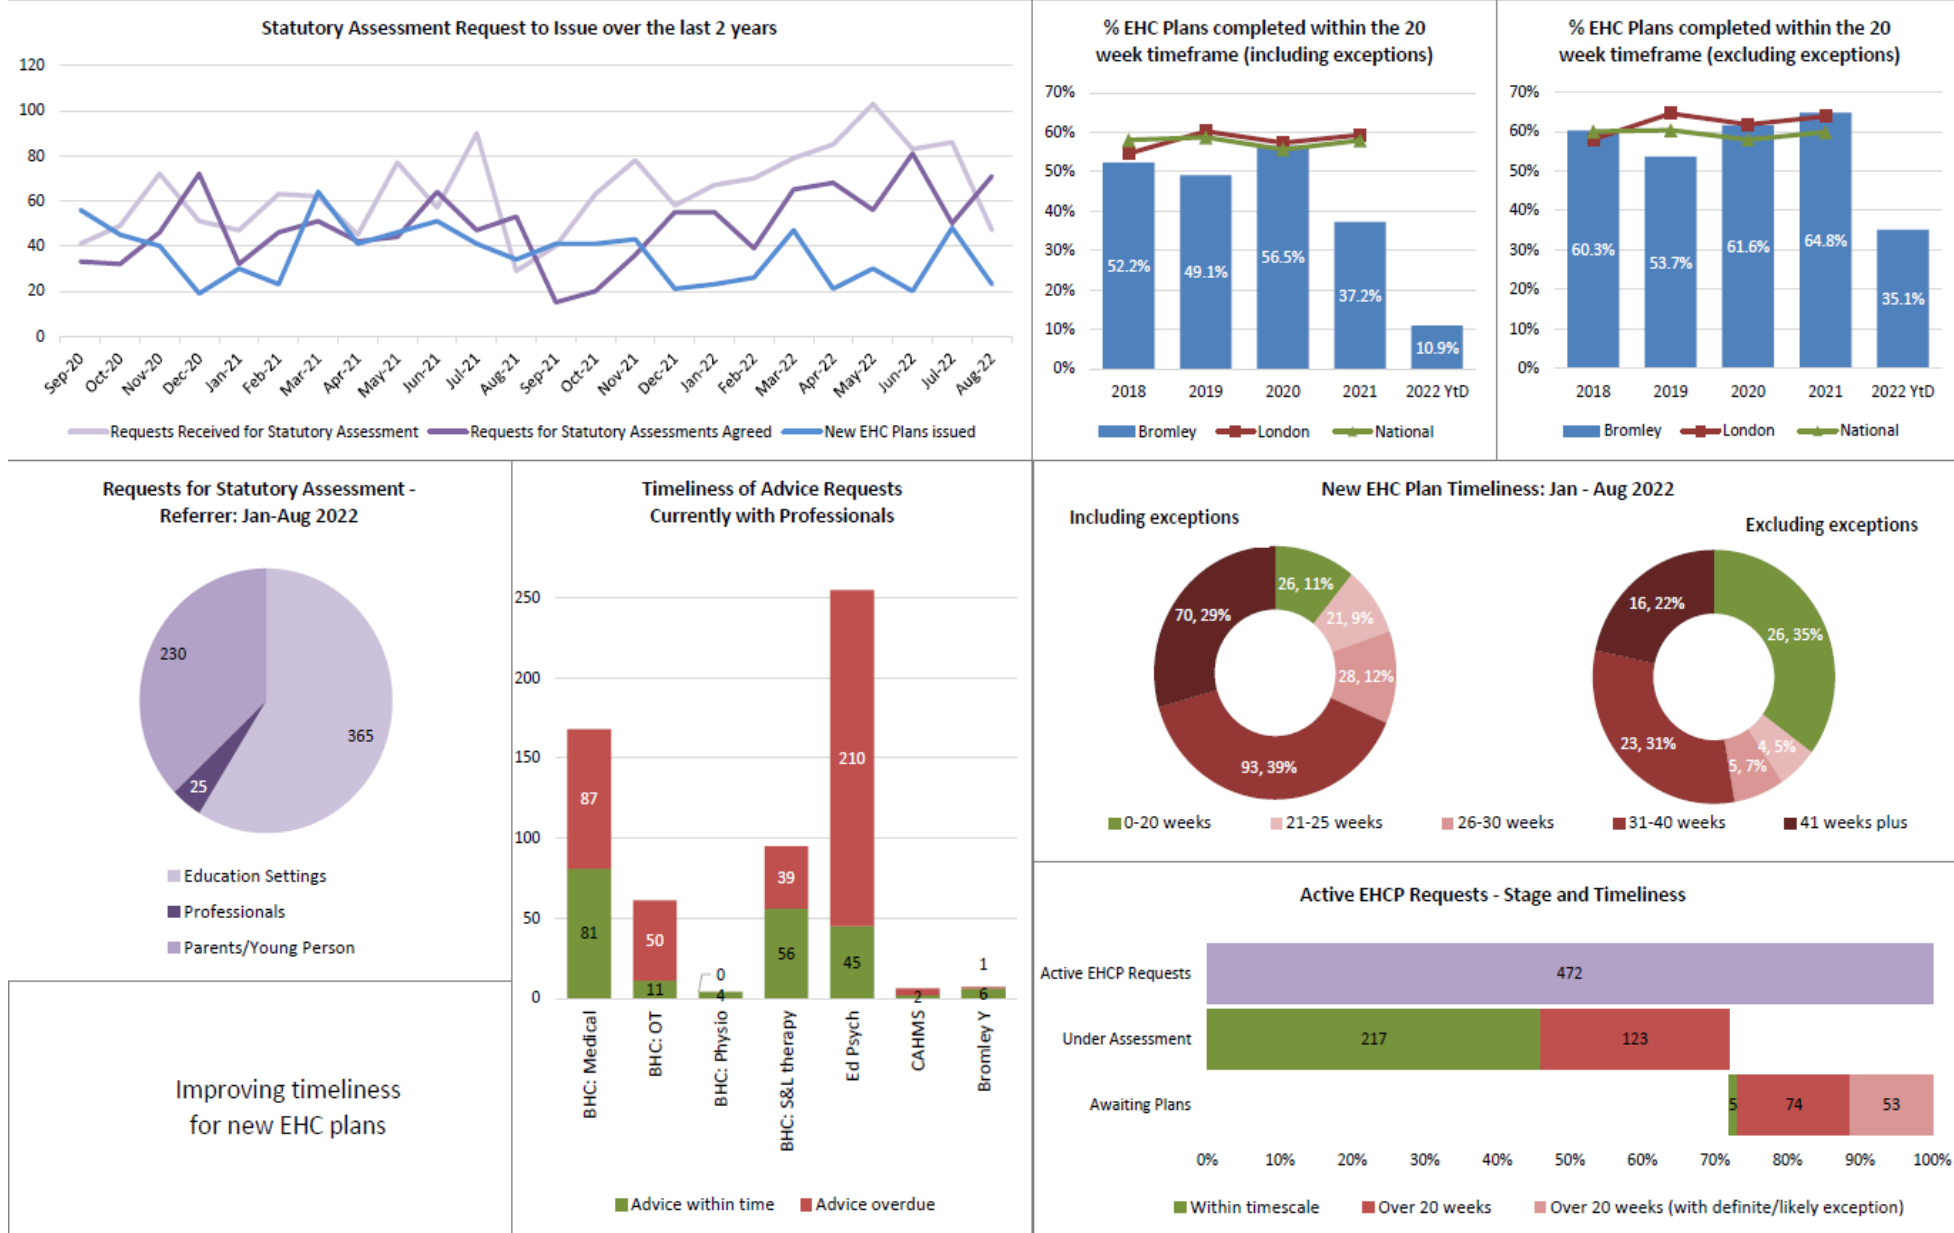 Statutory Assessment Request to Issue over the last 2 years
120
100
80
60
40
20
0
Sep-20
Oct-20
Nov-20
Dec-20
Jan-21
Feb-21
Mar-21
Apr-21
May-21
Jun-21
Jul-21
Aug-21
Sep-21
Oct-21
Nov-21
Dec-21
Jan-22
Feb-22
Mar-22
Apr-22
May-22
Jun-22
Jul-22
Aug-22
Requests Received for Statutory Assessment
Requests for Statutory Assessments Agreed
New EHC Plans issued
% EHC Plans completed within the 20
week timeframe (including exceptions)
70%
60%
50%
40%
30%
20%
10%
0%
52.2%
49.1%
56.5%
37.2%
10.9%
2018
2019
2020
2021
2022 YtD
Bromley
London
National
% EHC Plans completed within the 20
week timeframe (excluding exceptions)
70%
60%
50%
40%
30%
20%
10%
0%
60.3%
53.7%
61.6%
64.8%
35.1%
2018
2019
2020
2021
2022 YtD
Bromley
London
National
Requests for Statutory Assessment -
Referrer: Jan-Aug 2022
230
365
25
Education Settings
Professionals
Parents/Young Person
Improving timeliness
for new EHC plans
Timeliness of Advice Requests
Currently with Professionals
250
200
150
100
50
0
87
81
50
11
0
4
39
56
210
45
2
1
6
BHC: Medical
BHC: OT
BHC: Physio
BHC: S&L therapy
Ed Psych
CAHMS
Bromley Y
Advice within time
Advice overdue
New EHC Plan Timeliness: Jan - Aug 2022
Including exceptions
26, 11%
21, 9%
28, 12%
93, 39%
70, 29%
Excluding exceptions
26, 35%
4, 5%
5, 7%
23, 31%
16, 22%
0-20 weeks
21-25 weeks
26-30 weeks
31-40 weeks
41 weeks plus
Active EHCP Requests - Stage and Timeliness
Active EHCP Requests
472
Under Assessment
217
123
Awaiting Plans
5
74
53
0%
10%
20%
30%
40%
50%
60%
70%
80%
90%
100%
Within timescale
Over 20 weeks
Over 20 weeks (with definite/likely exception)